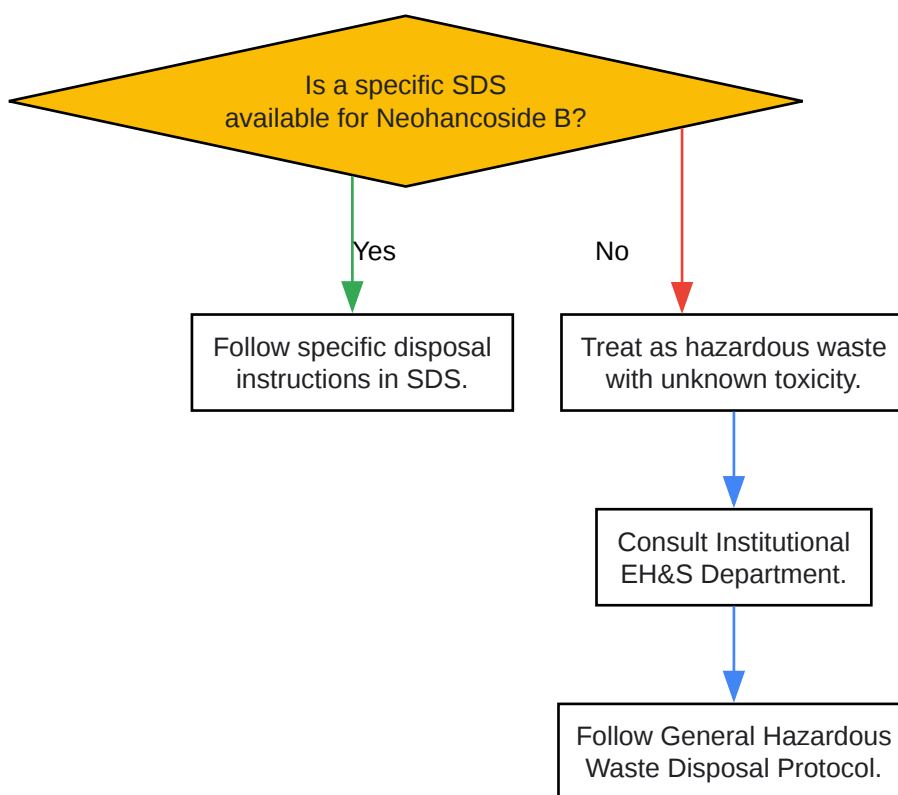 Is a specific SDS
available for Neohancoside B?
Yes
No
Follow specific disposal
instructions in SDS.
Treat as hazardous waste
with unknown toxicity.
Consult Institutional
EH&S Department.
Follow General Hazardous
Waste Disposal Protocol.